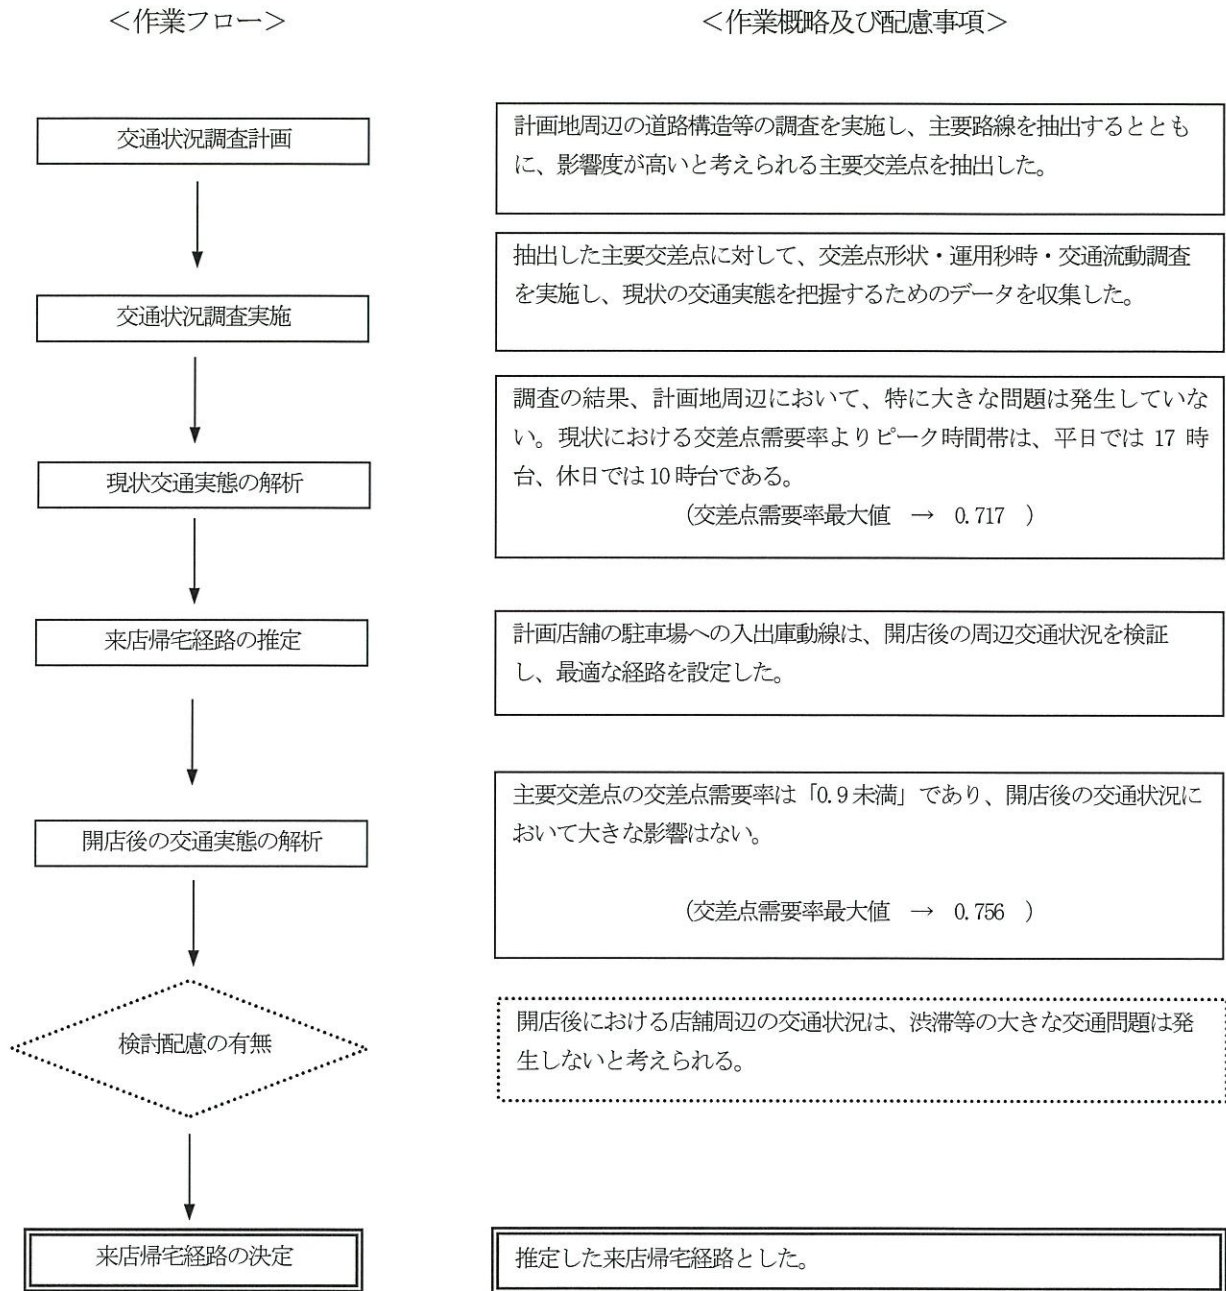 ＜作業フロー＞
＜作業概略及び配慮事項＞
交通状況調査計画
計画地周辺の道路構造等の調査を実施し、主要路線を抽出するととも
に、影響度が高いと考えられる主要交差点を抽出した。
交通状況調査実施
抽出した主要交差点に対して、交差点形状・運用秒時・交通流動調査
を実施し、現状の交通実態を把握するためのデータを収集した。
現状交通実態の解析
調査の結果、計画地周辺において、特に大きな問題は発生していな
い。現状における交差点需要率よりピーク時間帯は、平日では 17 時
台、休日では 10 時台である。
（交差点需要率最大値　→　0.717　）
来店帰宅経路の推定
計画店舗の駐車場への入出庫動線は、開店後の周辺交通状況を検証
し、最適な経路を設定した。
開店後の交通実態の解析
主要交差点の交差点需要率は「0.9 未満」であり、開店後の交通状況に
おいて大きな影響はない。
（交差点需要率最大値　→　0.756　）
検討配慮の有無
開店後における店舗周辺の交通状況は、渋滞等の大きな交通問題は発
生しないと考えられる。
来店帰宅経路の決定
推定した来店帰宅経路とした。